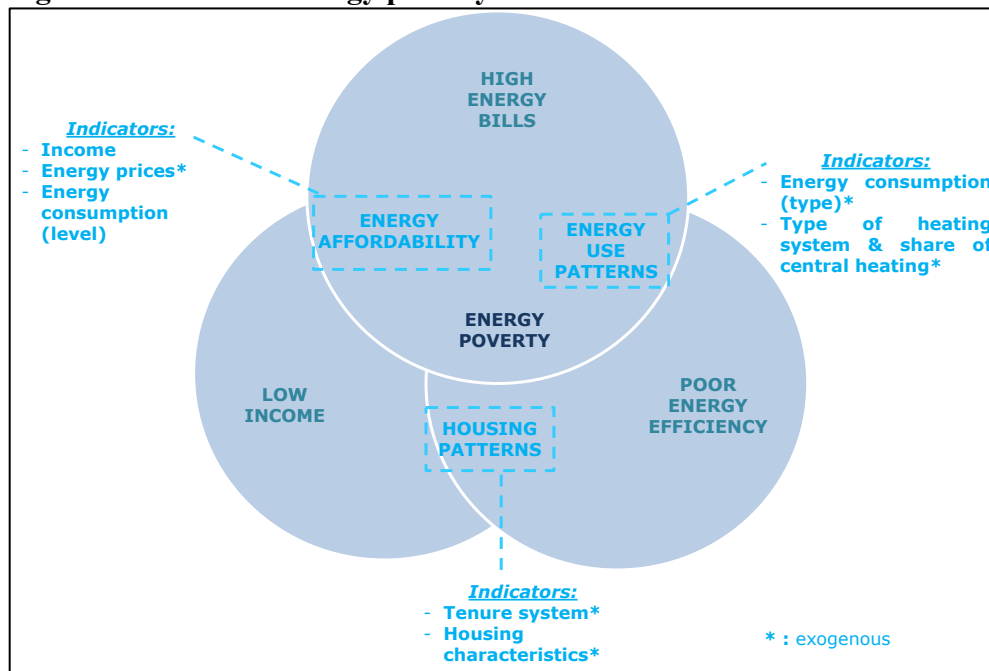 HIGH
ENERGY
BILLS
Indicators:
- Income
- Energy prices*
- Energy
consumption
(level)
Indicators:
- Energy consumption
(type)*
- Type of heating
system & share of
central heating*
ENERGY
AFFORDABILITY
ENERGY
USE
PATTERNS
ENERGY
POVERTY
LOW
INCOME
POOR
ENERGY
EFFICIENCY
HOUSING
PATTERNS
Indicators:
- Tenure system*
- Housing
characteristics*
* : exogenous